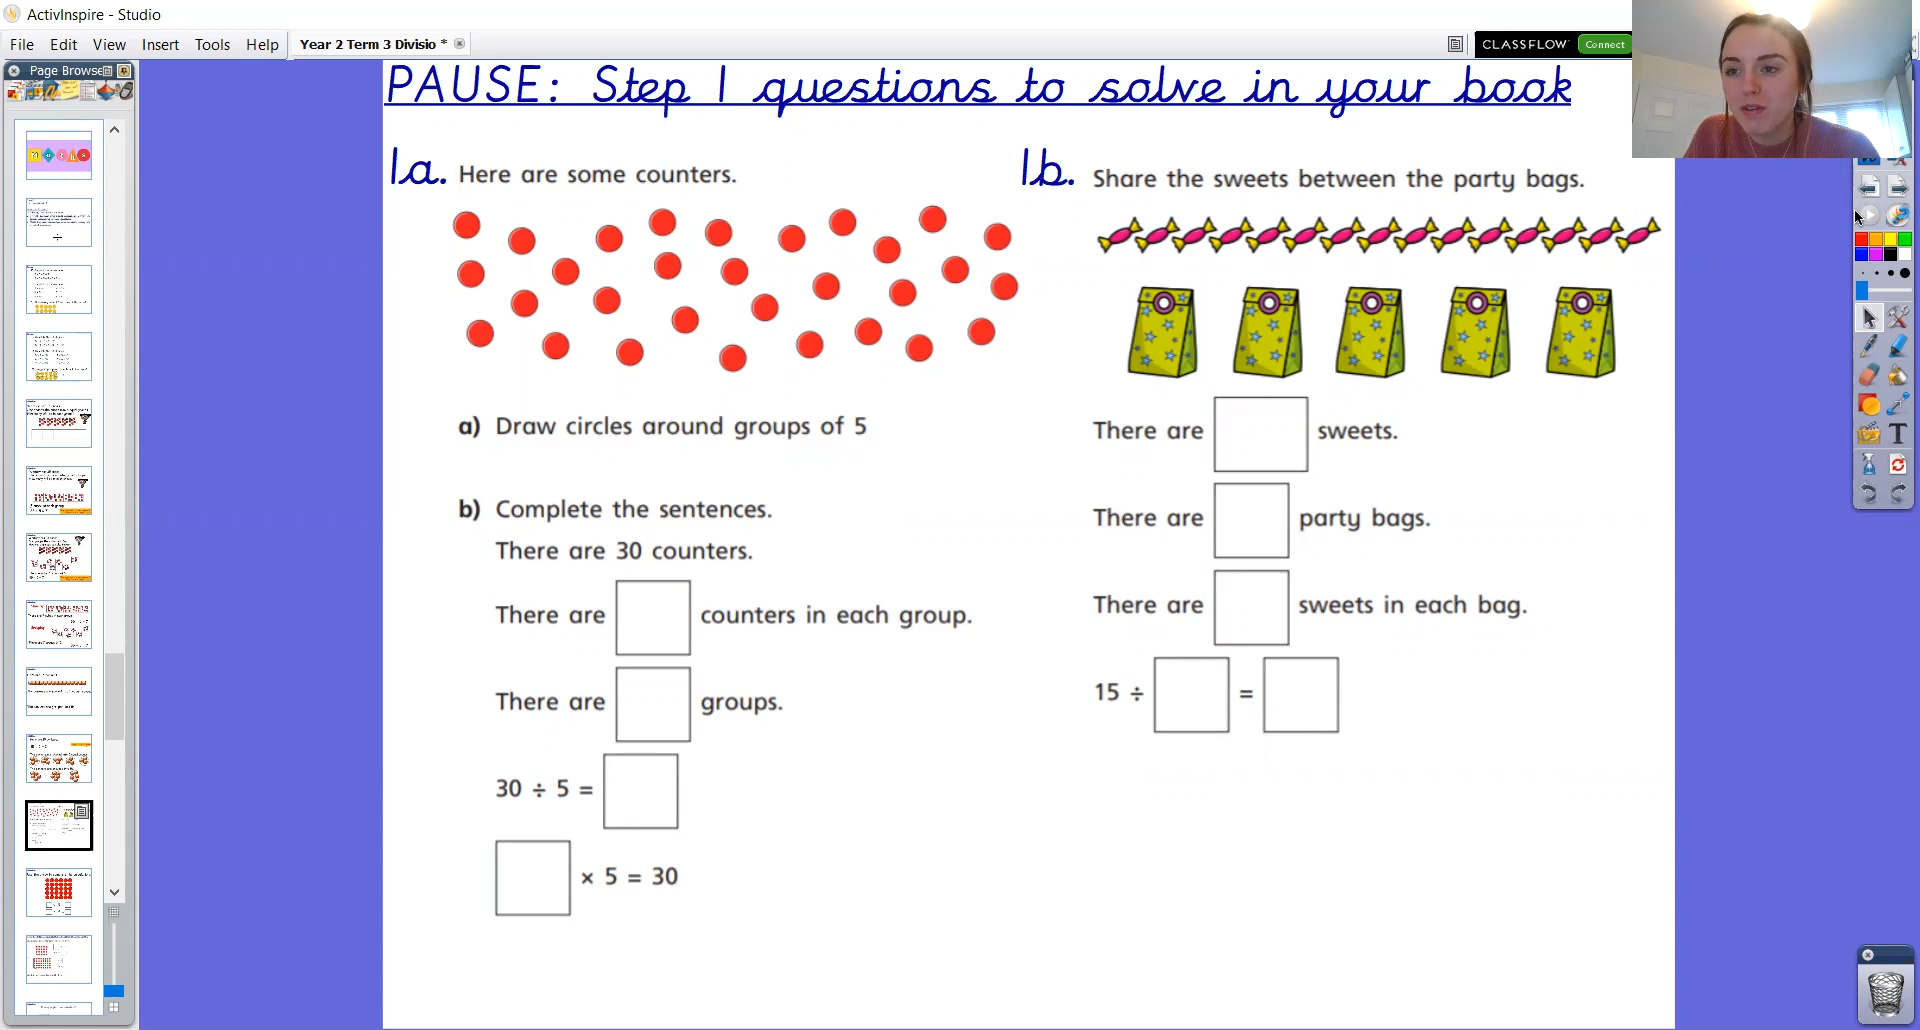 ActivInspire - Studio
File Edit View Insert Tools Help Year 2 Term 3 Divisio *
CLASSFLOW Connect
Page Browse
PAUSE: Step 1 questions to solve in your book
1a. Here are some counters.
a) Draw circles around groups of 5
b) Complete the sentences.
There are 30 counters.
There are counters in each group.
There are groups.
30 ÷ 5 =
× 5 = 30
1b. Share the sweets between the party bags.
There are sweets.
There are party bags.
There are sweets in each bag.
15 ÷ =